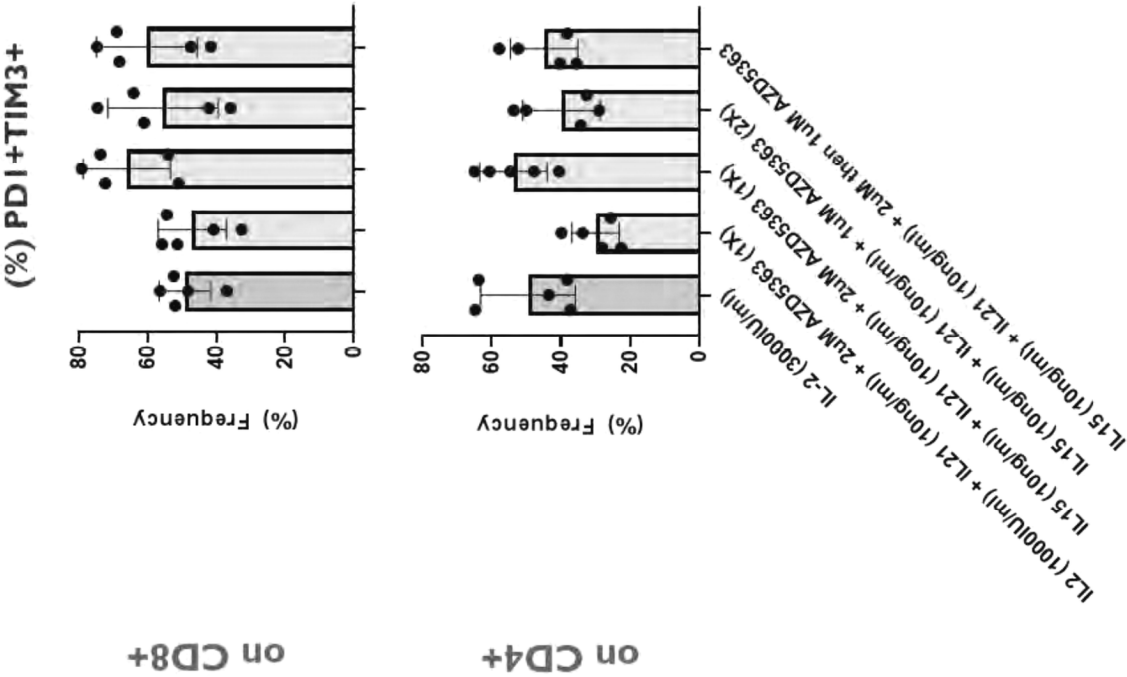 (%) PD1+TIM3+
on CD8+
(%) Frequency
80
60
40
20
0
on CD4+
(%) Frequency
80
60
40
20
0
IL-2 (3000IU/ml)
IL2 (1000IU/ml) + IL21 (10ng/ml) + 2uM AZD5363 (1X)
IL15 (10ng/ml) + IL21 (10ng/ml) + 2uM AZD5363 (1X)
IL15 (10ng/ml) + IL21 (10ng/ml) + 1uM AZD5363 (2X)
IL15 (10ng/ml) + IL21 (10ng/ml) + 2uM then 1uM AZD5363